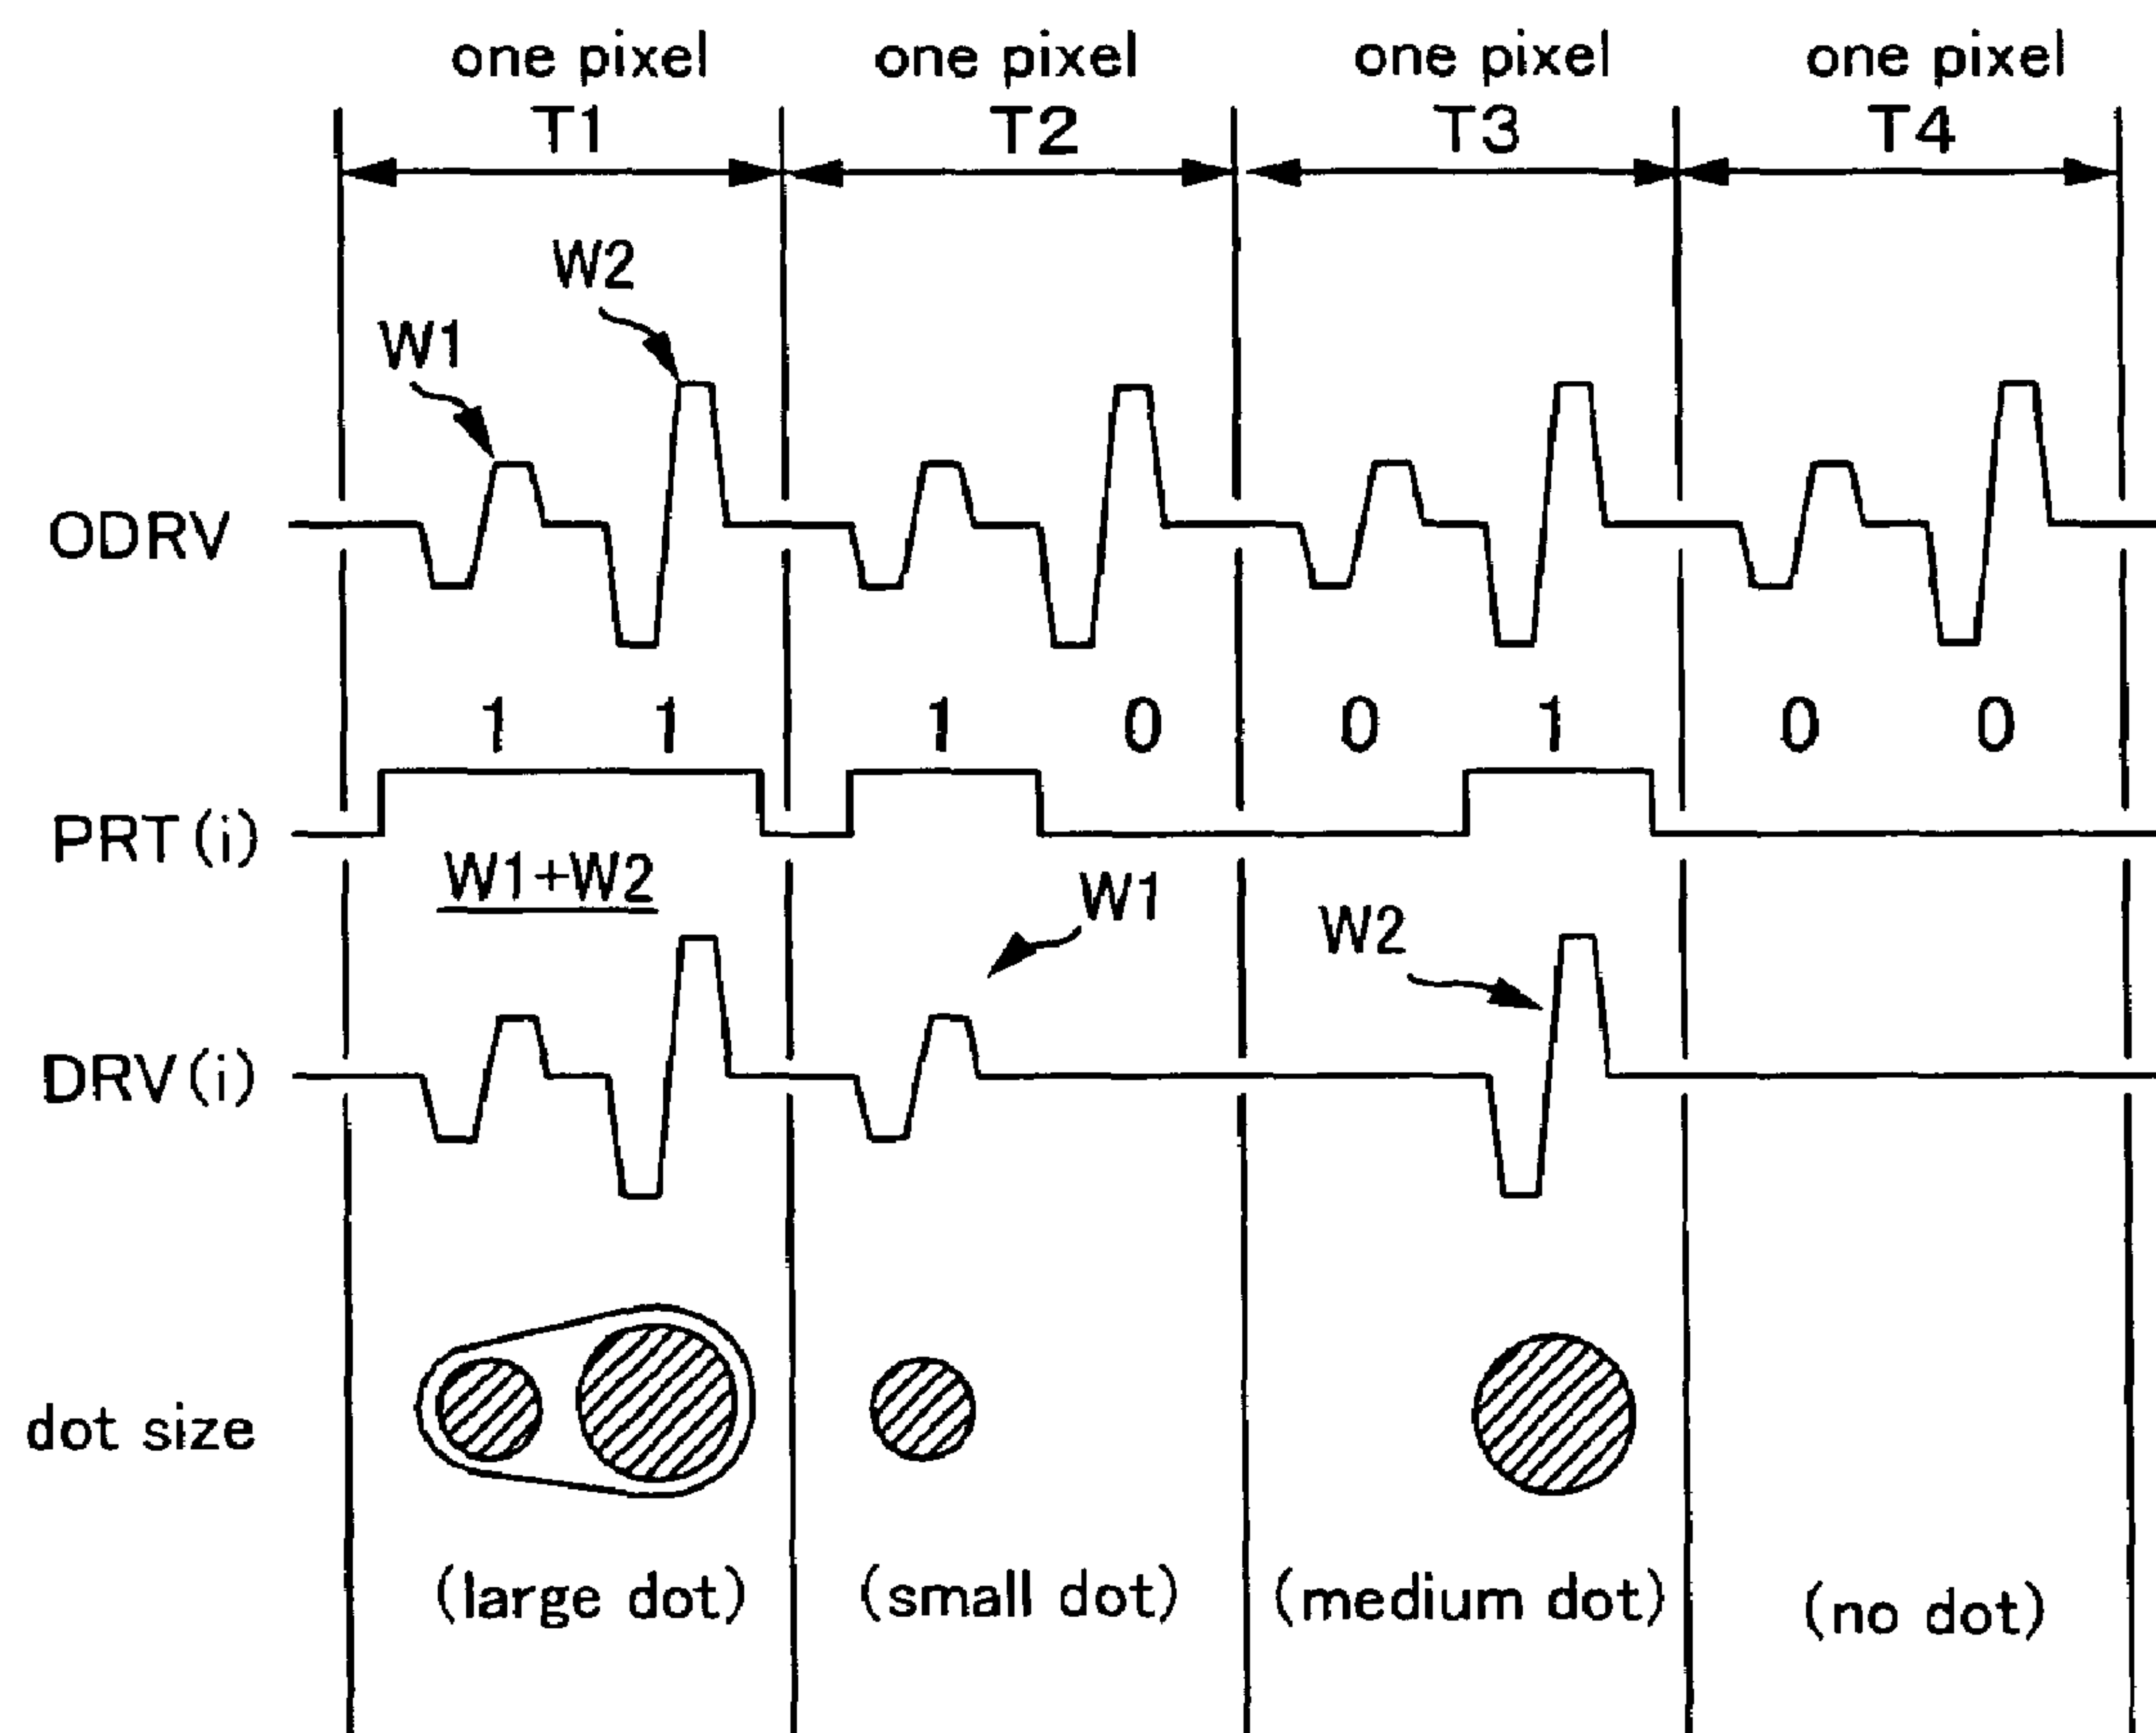 one pixel one pixel one pixel one pixel
T1 T2 T3 T4
W2
W1
ODRV
1 1 1 0 0 1 0 0
PRT(i)
W1+W2
W1
W2
DRV(i)
dot size
(large dot) (small dot) (medium dot) (no dot)